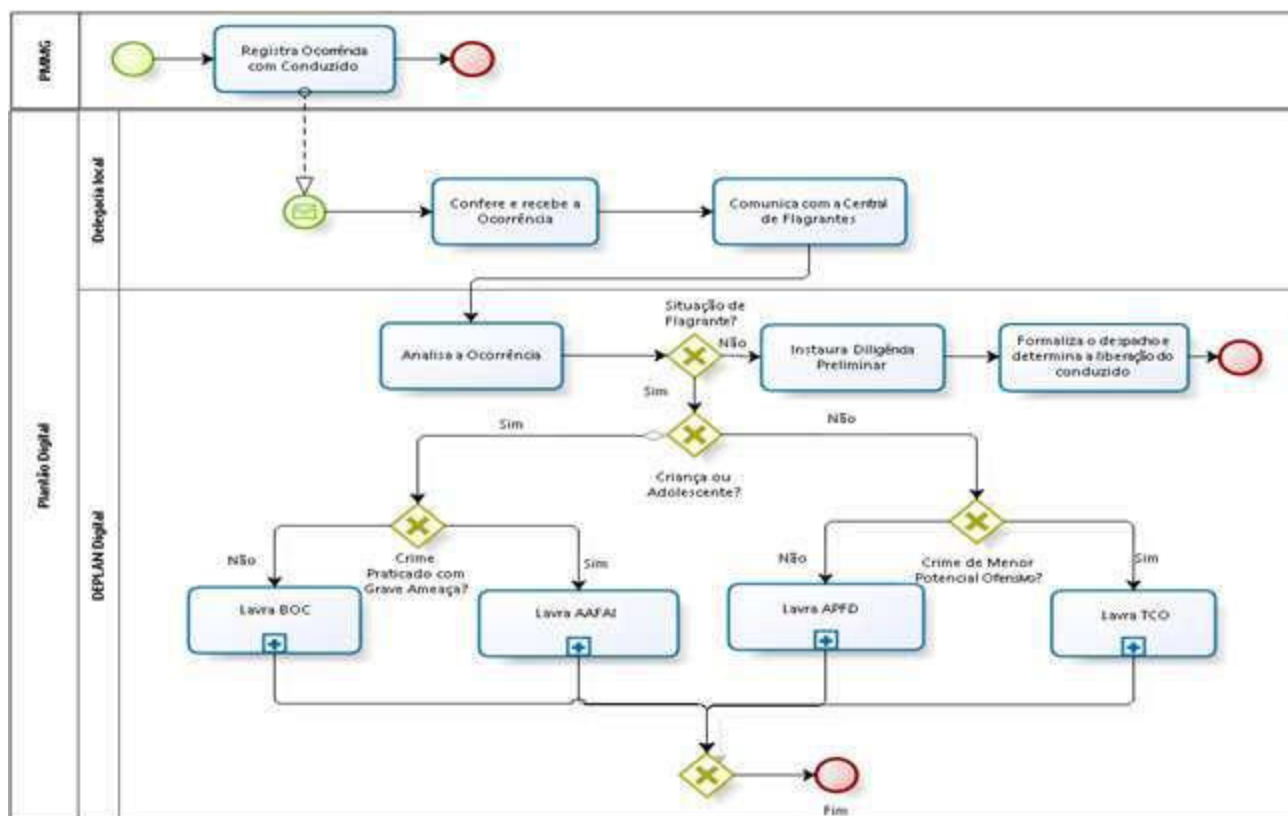 PMMG
Registra Ocorrência
com Conduzido
Plantão Digital
Delegacia local
Confere e recebe a
Ocorrência
Comunica com a Central
de Flagrantes
DEPLAN Digital
Analisa a Ocorrência
Situação de
Flagrante?
Não
Instaura Diligência
Preliminar
Formaliza o despacho e
determina a liberação do
conduzido
Sim
Sim
Não
Criança ou
Adolescente?
Não
Crime
Praticado com
Grave Ameaça?
Sim
Não
Crime de Menor
Potencial Ofensivo?
Sim
Lavra BOC
Lavra AAFAI
Lavra APFD
Lavra TCO
Fim